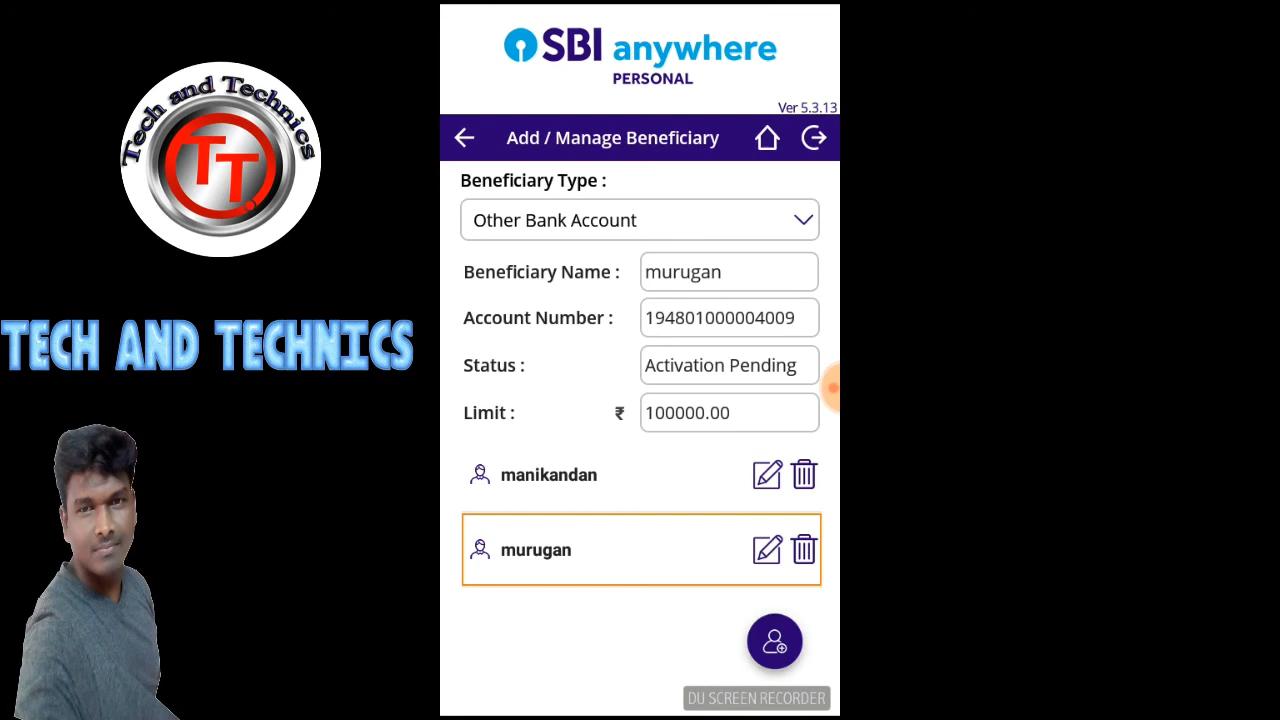 Tech and Technics
TT.
TECH AND TECHNICS
SBI anywhere
PERSONAL
Ver 5.3.13
Add / Manage Beneficiary
Beneficiary Type :
Other Bank Account
Beneficiary Name : murugan
Account Number : 194801000004009
Status : Activation Pending
Limit : ₹ 100000.00
manikandan
murugan
DU SCREEN RECORDER